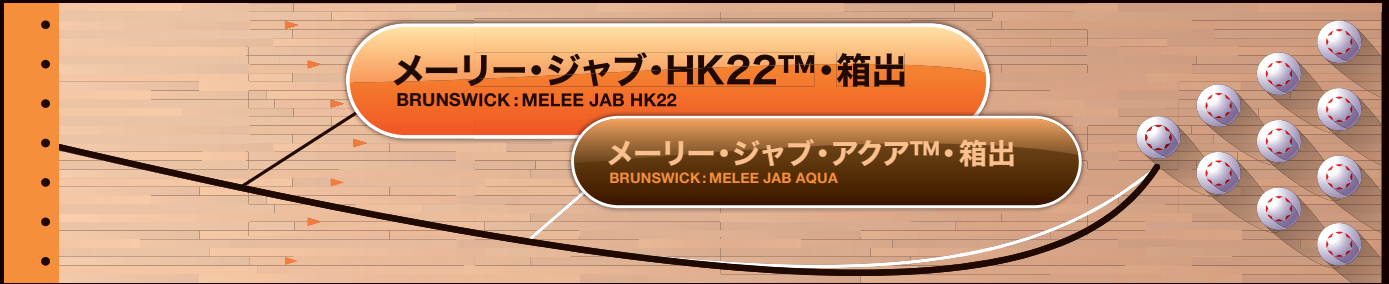 メーリー・ジャブ・HK22™・箱出
BRUNSWICK : MELEE JAB HK22
メーリー・ジャブ・アクア™・箱出
BRUNSWICK : MELEE JAB AQUA